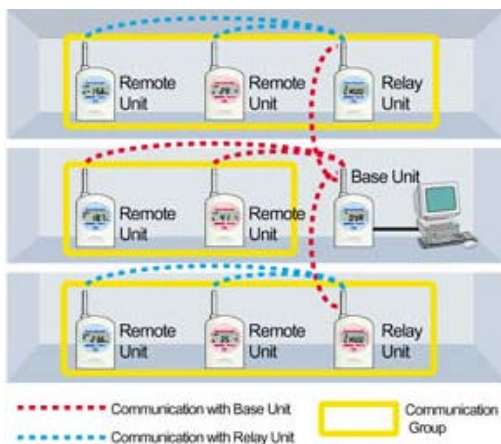 Remote
Unit
Remote
Unit
Relay
Unit
Base Unit
Remote
Unit
Remote
Unit
Remote
Unit
Remote
Unit
Relay
Unit
Communication with Base Unit
Communication with Relay Unit
Communication
Group